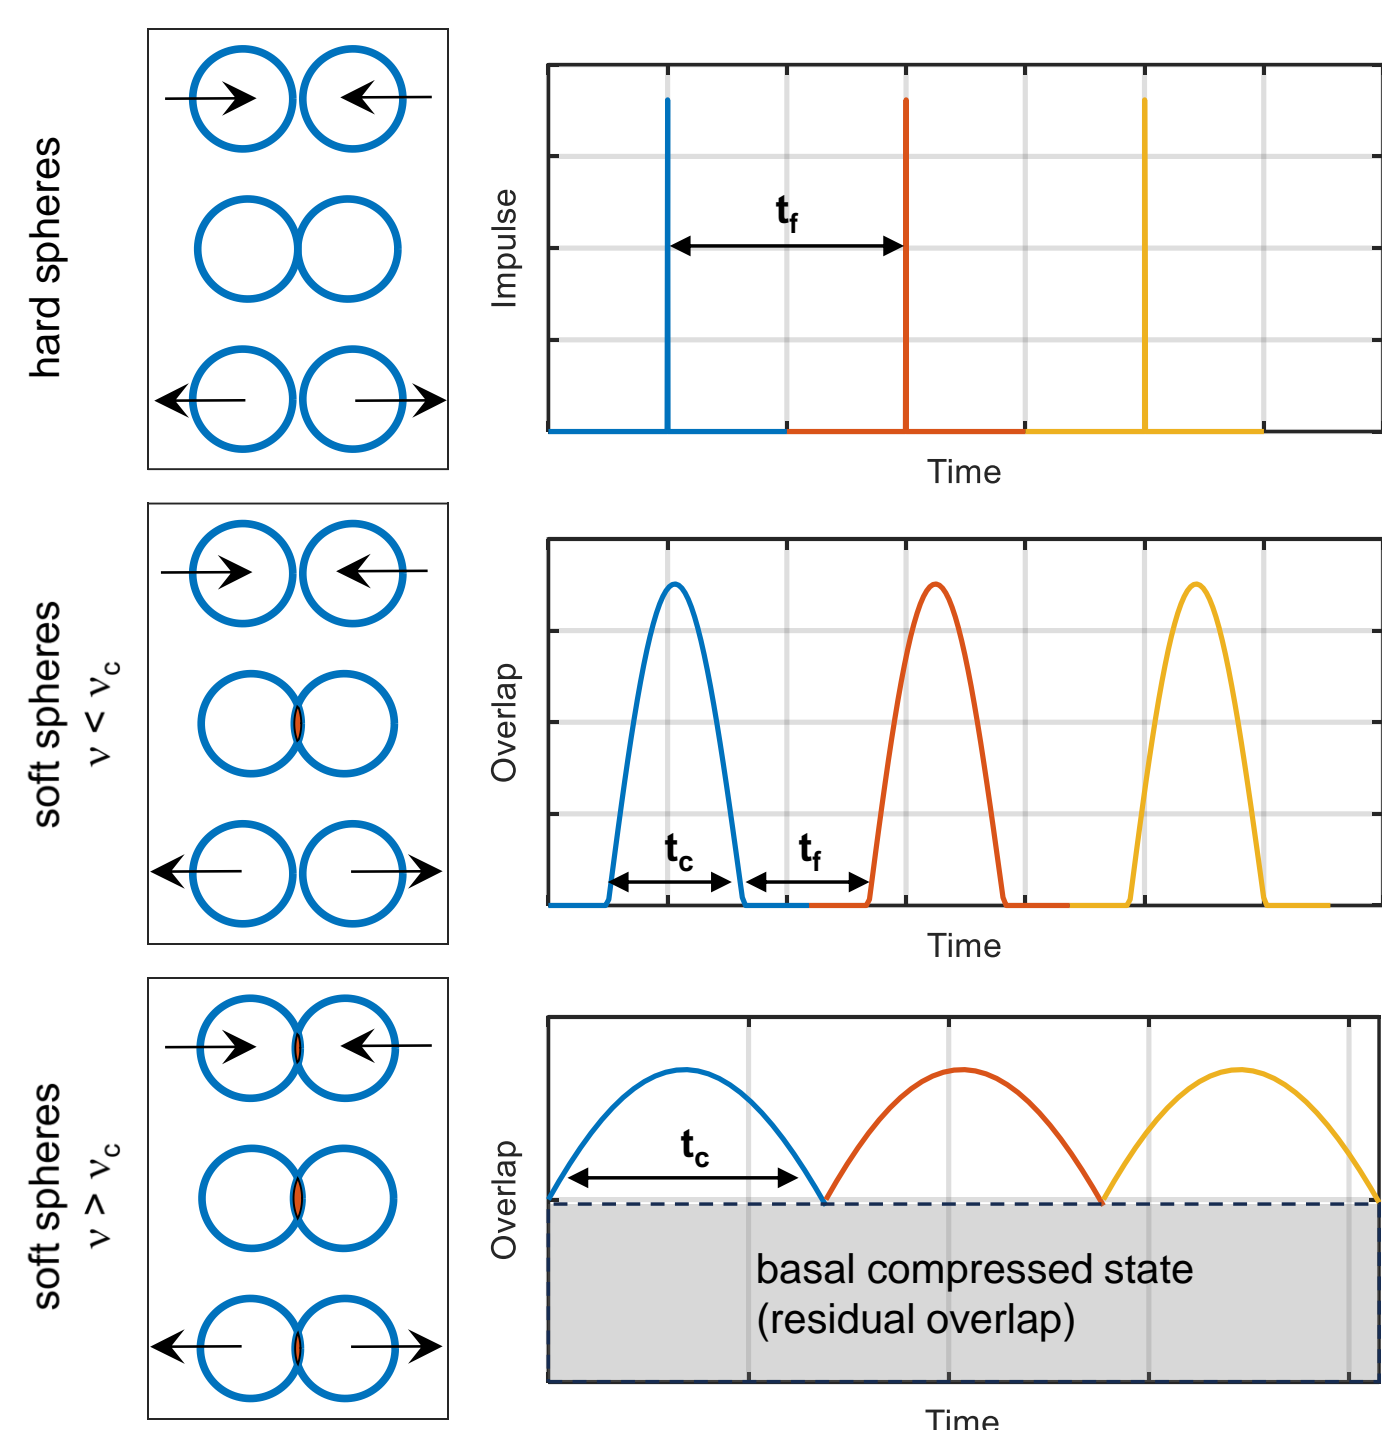 hard spheres
Impulse
t_f
Time
soft spheres
ν < ν_c
Overlap
t_c
t_f
Time
soft spheres
ν > ν_c
Overlap
t_c
basal compressed state
(residual overlap)
Time